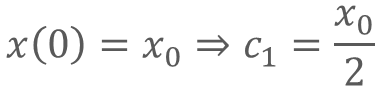 x(0) = x₀ ⇒ c₁ = x₀/2